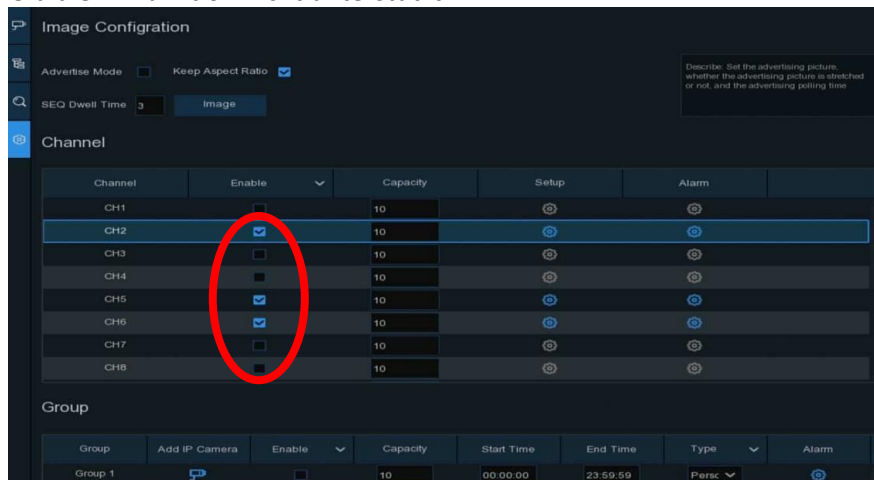 Image Configration
Advertise Mode Keep Aspect Ratio
Describe: Set the advertising picture,
whether the advertising picture is stretched
or not, and the advertising polling time
SEQ Dwell Time 3 Image
Channel
Channel Enable Capacity Setup Alarm
CH1 10
CH2 10
CH3 10
CH4 10
CH5 10
CH6 10
CH7 10
CH8 10
Group
Group Add IP Camera Enable Capacity Start Time End Time Type Alarm
Group 1 10 00:00:00 23:59:59 Persc